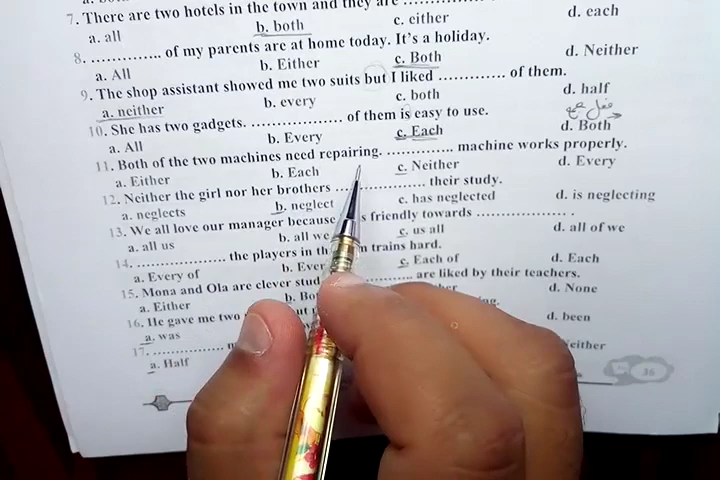 7. There are two hotels in the town and they are ..............
a. all b. both c. either d. each
8. .............. of my parents are at home today. It's a holiday.
a. All b. Either c. Both d. Neither
9. The shop assistant showed me two suits but I liked .............. of them.
a. neither b. every c. both d. half
10. She has two gadgets. .............. of them is easy to use.
a. All b. Every c. Each d. Both
11. Both of the two machines need repairing. .............. machine works properly.
a. Either b. Each c. Neither d. Every
12. Neither the girl nor her brothers .............. their study.
a. neglects b. neglect c. has neglected d. is neglecting
13. We all love our manager because friendly towards .............. .
a. all us b. all we c. us all d. all of we
14. .............. the players in trains hard.
a. Every of c. Each of d. Each
15. Mona and Ola are clever .............. are liked by their teachers.
a. Either d. None
16. He gave me two
a. was d. been
17. ..............
a. Half
36